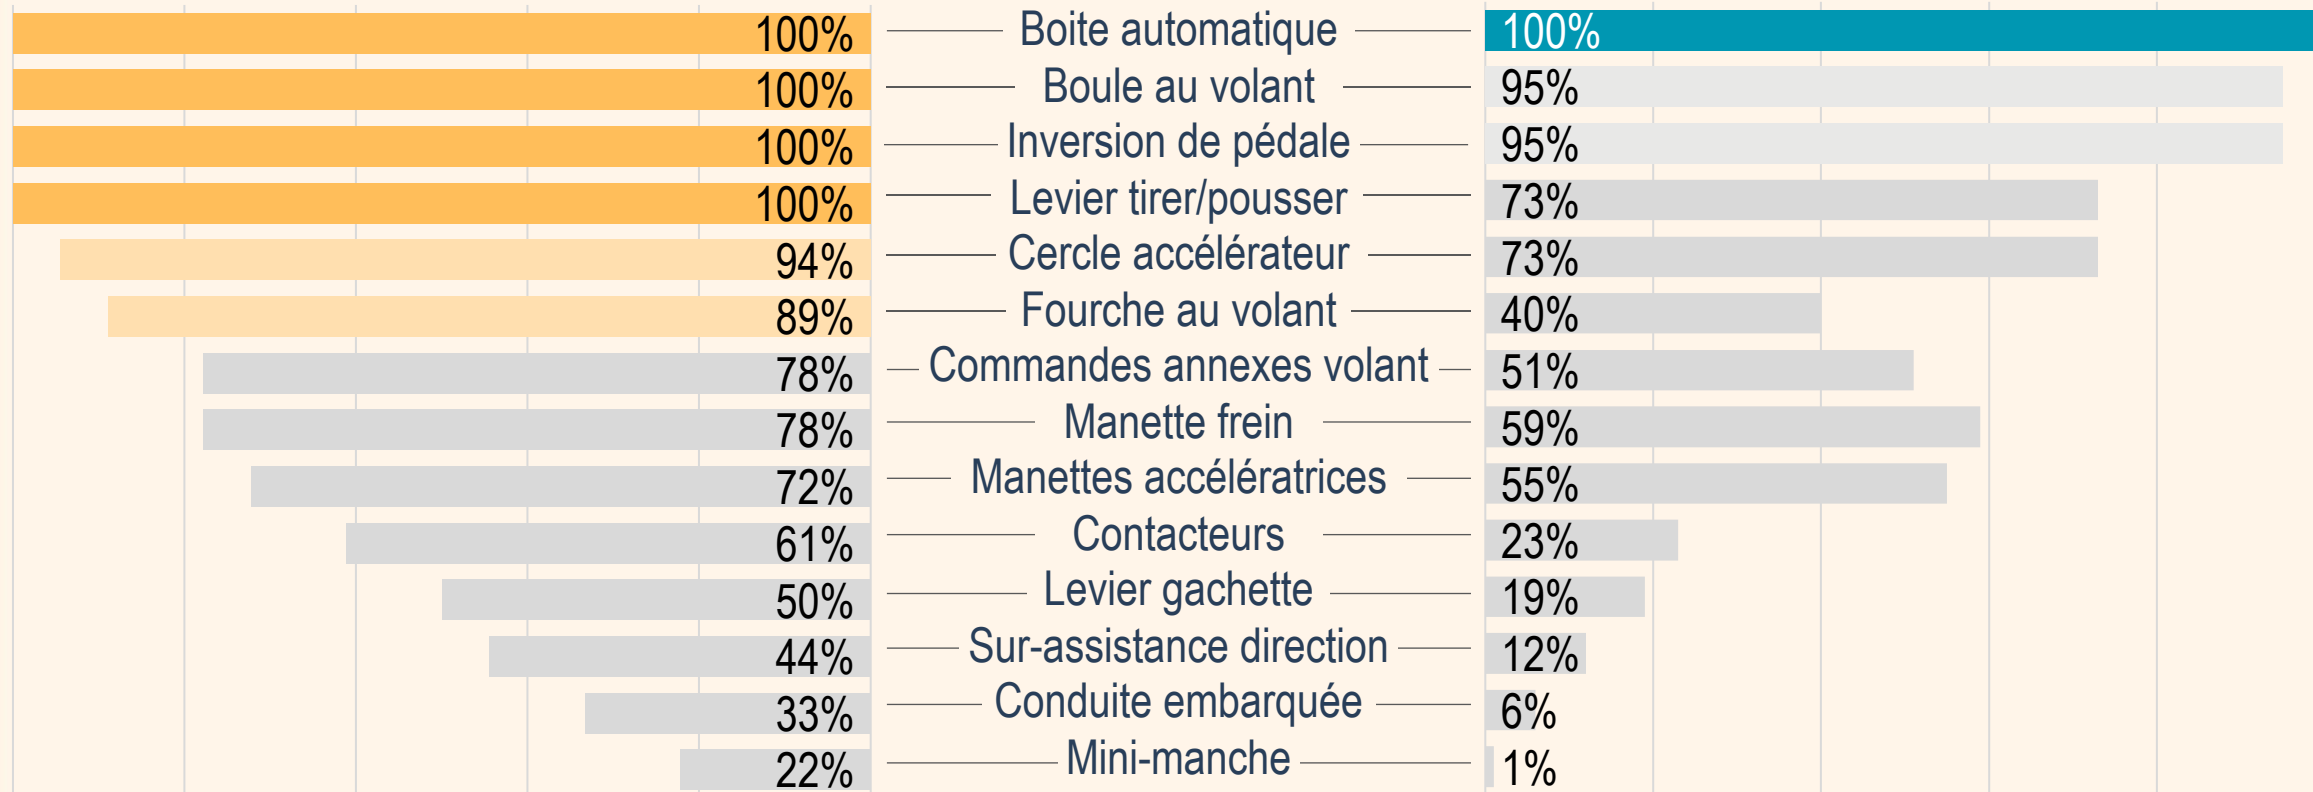 100% Boite automatique 100%
100% Boule au volant 95%
100% Inversion de pédale 95%
100% Levier tirer/pousser 73%
94% Cercle accélérateur 73%
89% Fourche au volant 40%
78% Commandes annexes volant 51%
78% Manette frein 59%
72% Manettes accélératrices 55%
61% Contacteurs 23%
50% Levier gachette 19%
44% Sur-assistance direction 12%
33% Conduite embarquée 6%
22% Mini-manche 1%